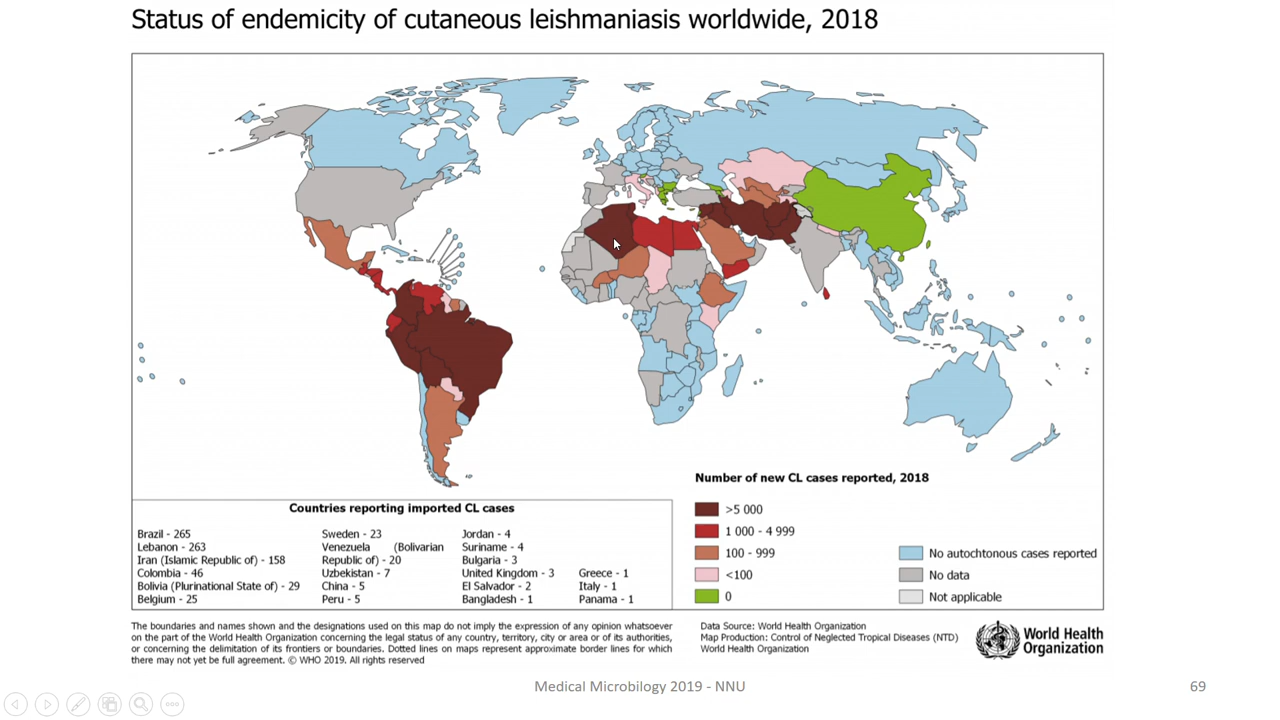 Status of endemicity of cutaneous leishmaniasis worldwide, 2018
Number of new CL cases reported, 2018
>5 000
1 000 - 4 999
100 - 999
<100
0
No autochtonous cases reported
No data
Not applicable
Countries reporting imported CL cases
Brazil - 265
Lebanon - 263
Iran (Islamic Republic of) - 158
Colombia - 46
Bolivia (Plurinational State of) - 29
Belgium - 25
Sweden - 23
Venezuela (Bolivarian
Republic of) - 20
Uzbekistan - 7
China - 5
Peru - 5
Jordan - 4
Suriname - 4
Bulgaria - 3
United Kingdom - 3
El Salvador - 2
Bangladesh - 1
Greece - 1
Italy - 1
Panama - 1
The boundaries and names shown and the designations used on this map do not imply the expression of any opinion whatsoever
on the part of the World Health Organization concerning the legal status of any country, territory, city or area or of its authorities,
or concerning the delimitation of its frontiers or boundaries. Dotted lines on maps represent approximate border lines for which
there may not yet be full agreement. © WHO 2019. All rights reserved
Data Source: World Health Organization
Map Production: Control of Neglected Tropical Diseases (NTD)
World Health Organization
World Health
Organization
Medical Microbilogy 2019 - NNU
69